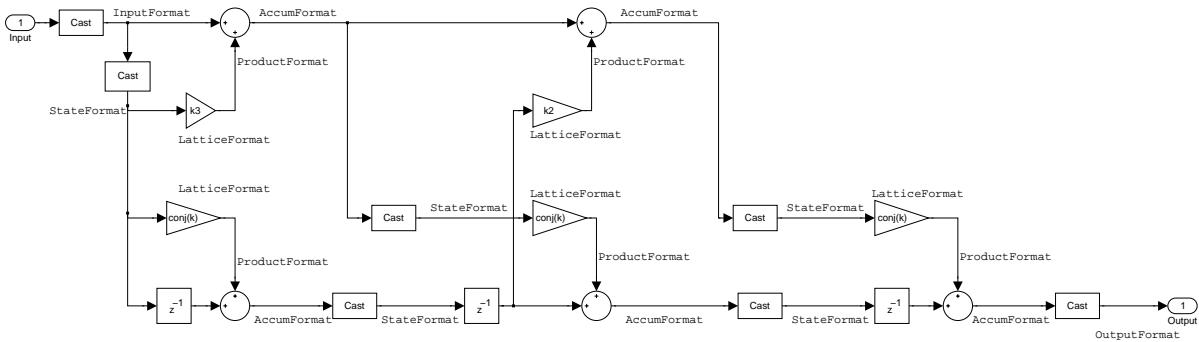 InputFormat
AccumFormat
AccumFormat
1
Cast
+
+
+
+
Input
ProductFormat
ProductFormat
Cast
StateFormat
k3
k2
LatticeFormat
LatticeFormat
LatticeFormat
LatticeFormat
LatticeFormat
conj(k)
Cast
StateFormat
conj(k)
Cast
StateFormat
conj(k)
ProductFormat
ProductFormat
ProductFormat
z⁻¹
+
+
Cast
z⁻¹
+
+
Cast
z⁻¹
+
+
Cast
1
AccumFormat
StateFormat
AccumFormat
StateFormat
AccumFormat
Output
OutputFormat